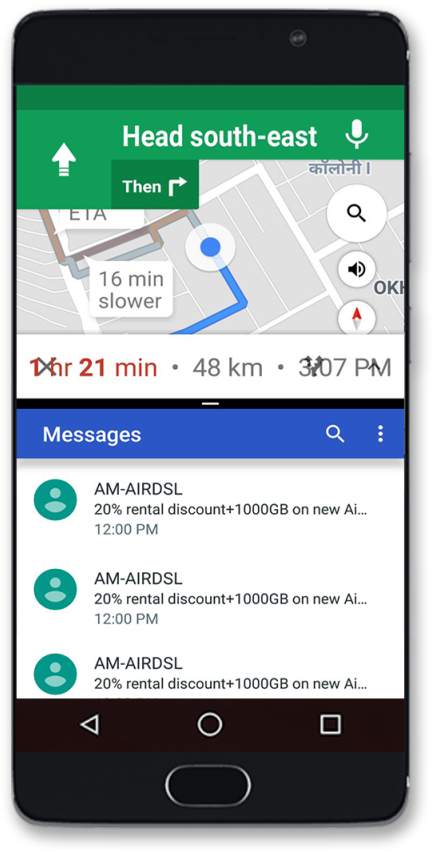 Head south-east
Then
कॉलोनी I
ETA
16 min
slower
OKH
1 hr 21 min • 48 km • 3:07 PM
Messages
AM-AIRDSL
20% rental discount+1000GB on new Ai...
12:00 PM
AM-AIRDSL
20% rental discount+1000GB on new Ai...
12:00 PM
AM-AIRDSL
20% rental discount+1000GB on new Ai...